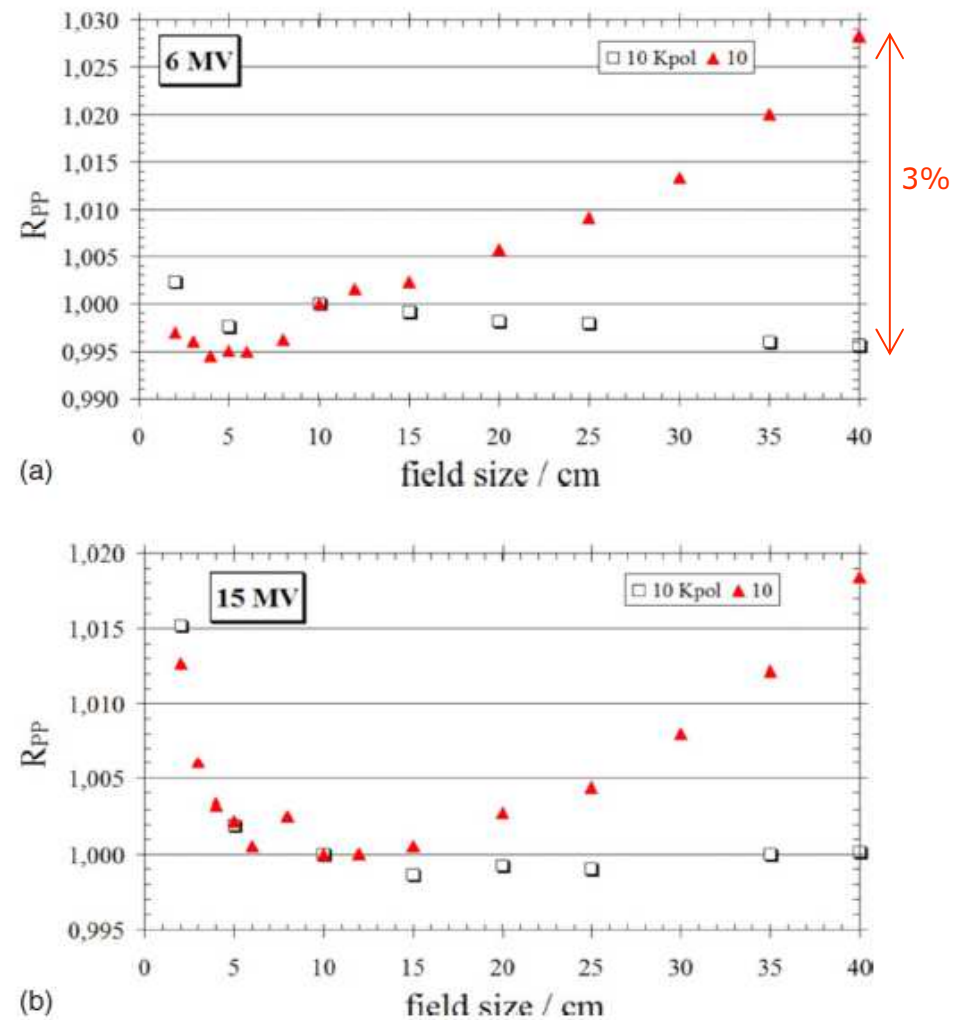 1,030
6 MV
10 Kpol 10
1,025
1,020
1,015
3%
1,010
RPP
1,005
1,000
0,995
0,990
0 5 10 15 20 25 30 35 40
(a)
field size / cm
1,020
15 MV
10 Kpol 10
1,015
1,010
RPP
1,005
1,000
0,995
0 5 10 15 20 25 30 35 40
(b)
field size / cm